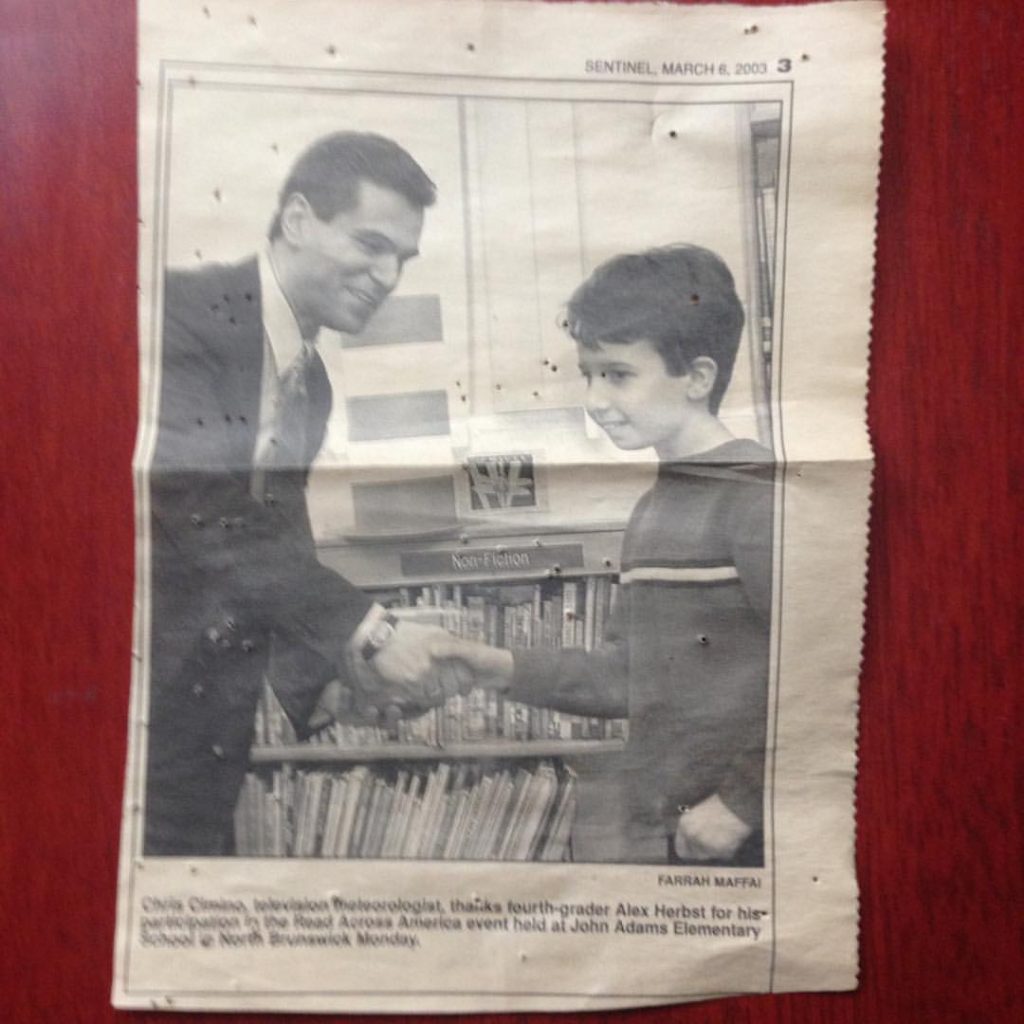 SENTINEL, MARCH 6, 2003 3
Non-Fiction
FARRAH MAFFAI
Chris Cimino, television meteorologist, thanks fourth-grader Alex Herbst for his
participation in the Read Across America event held at John Adams Elementary
School in North Brunswick Monday.